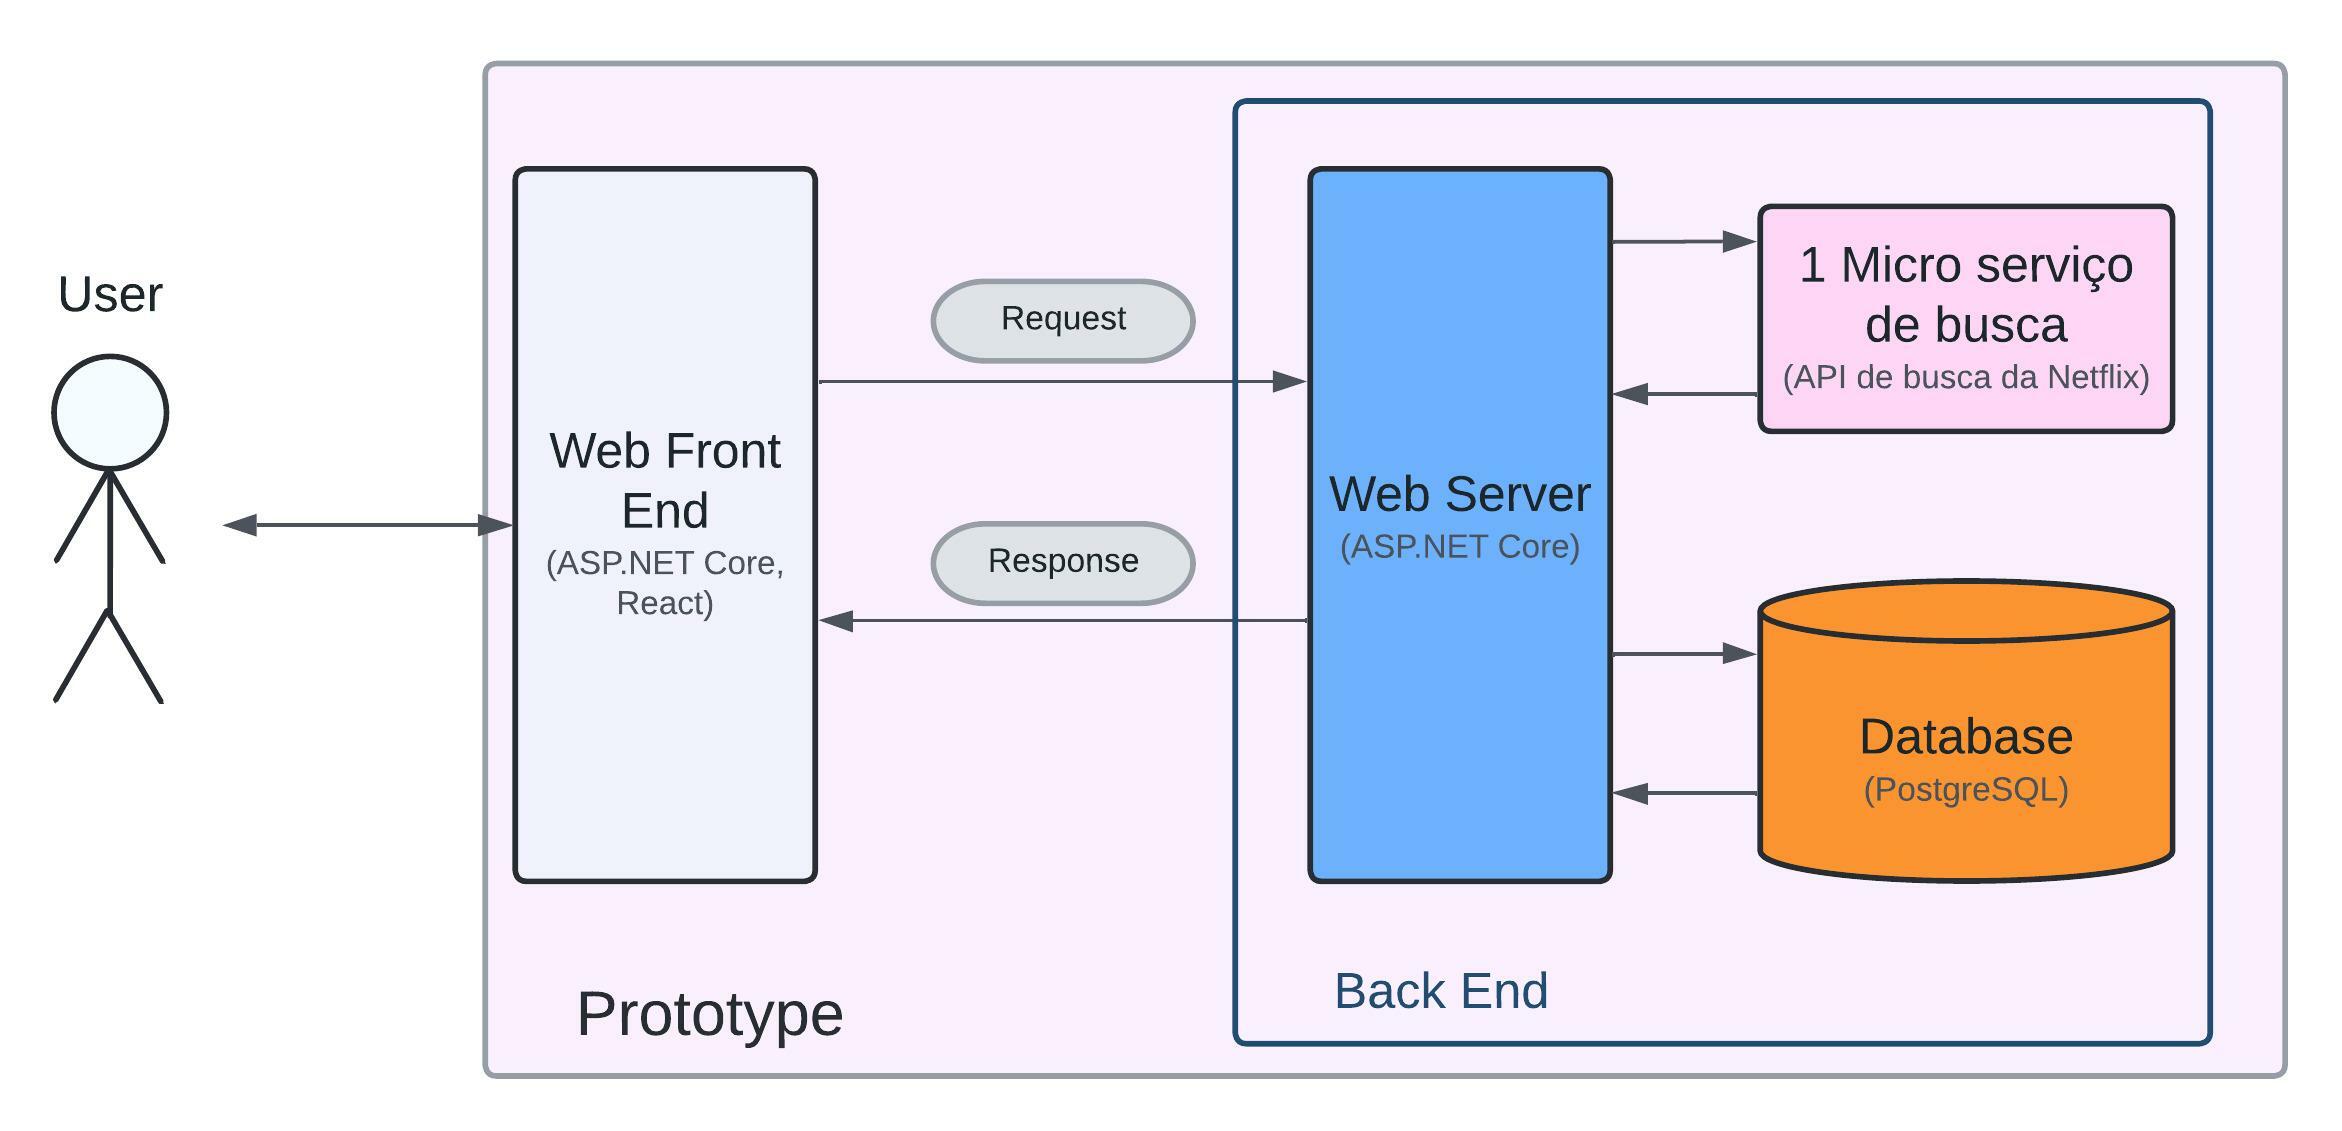 User
Web Front
End
(ASP.NET Core,
React)
Request
Response
Web Server
(ASP.NET Core)
1 Micro serviço
de busca
(API de busca da Netflix)
Database
(PostgreSQL)
Back End
Prototype